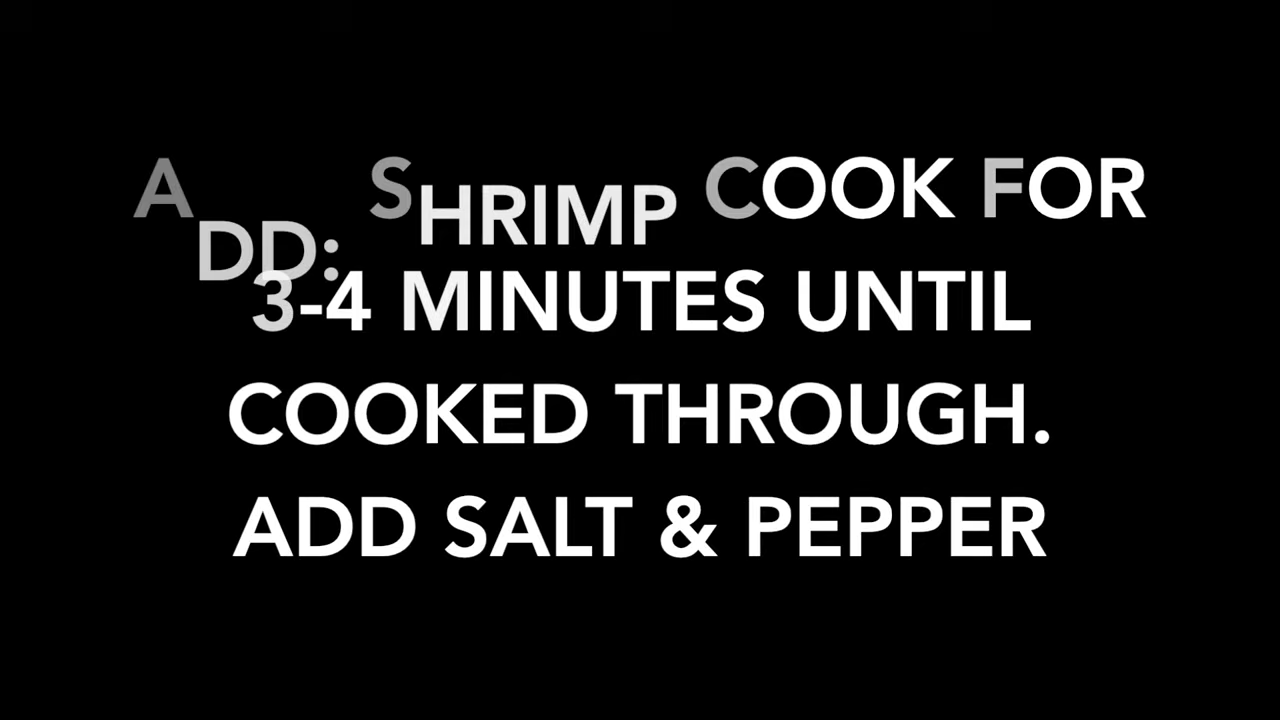 ADD: SHRIMP COOK FOR
3-4 MINUTES UNTIL
COOKED THROUGH.
ADD SALT & PEPPER